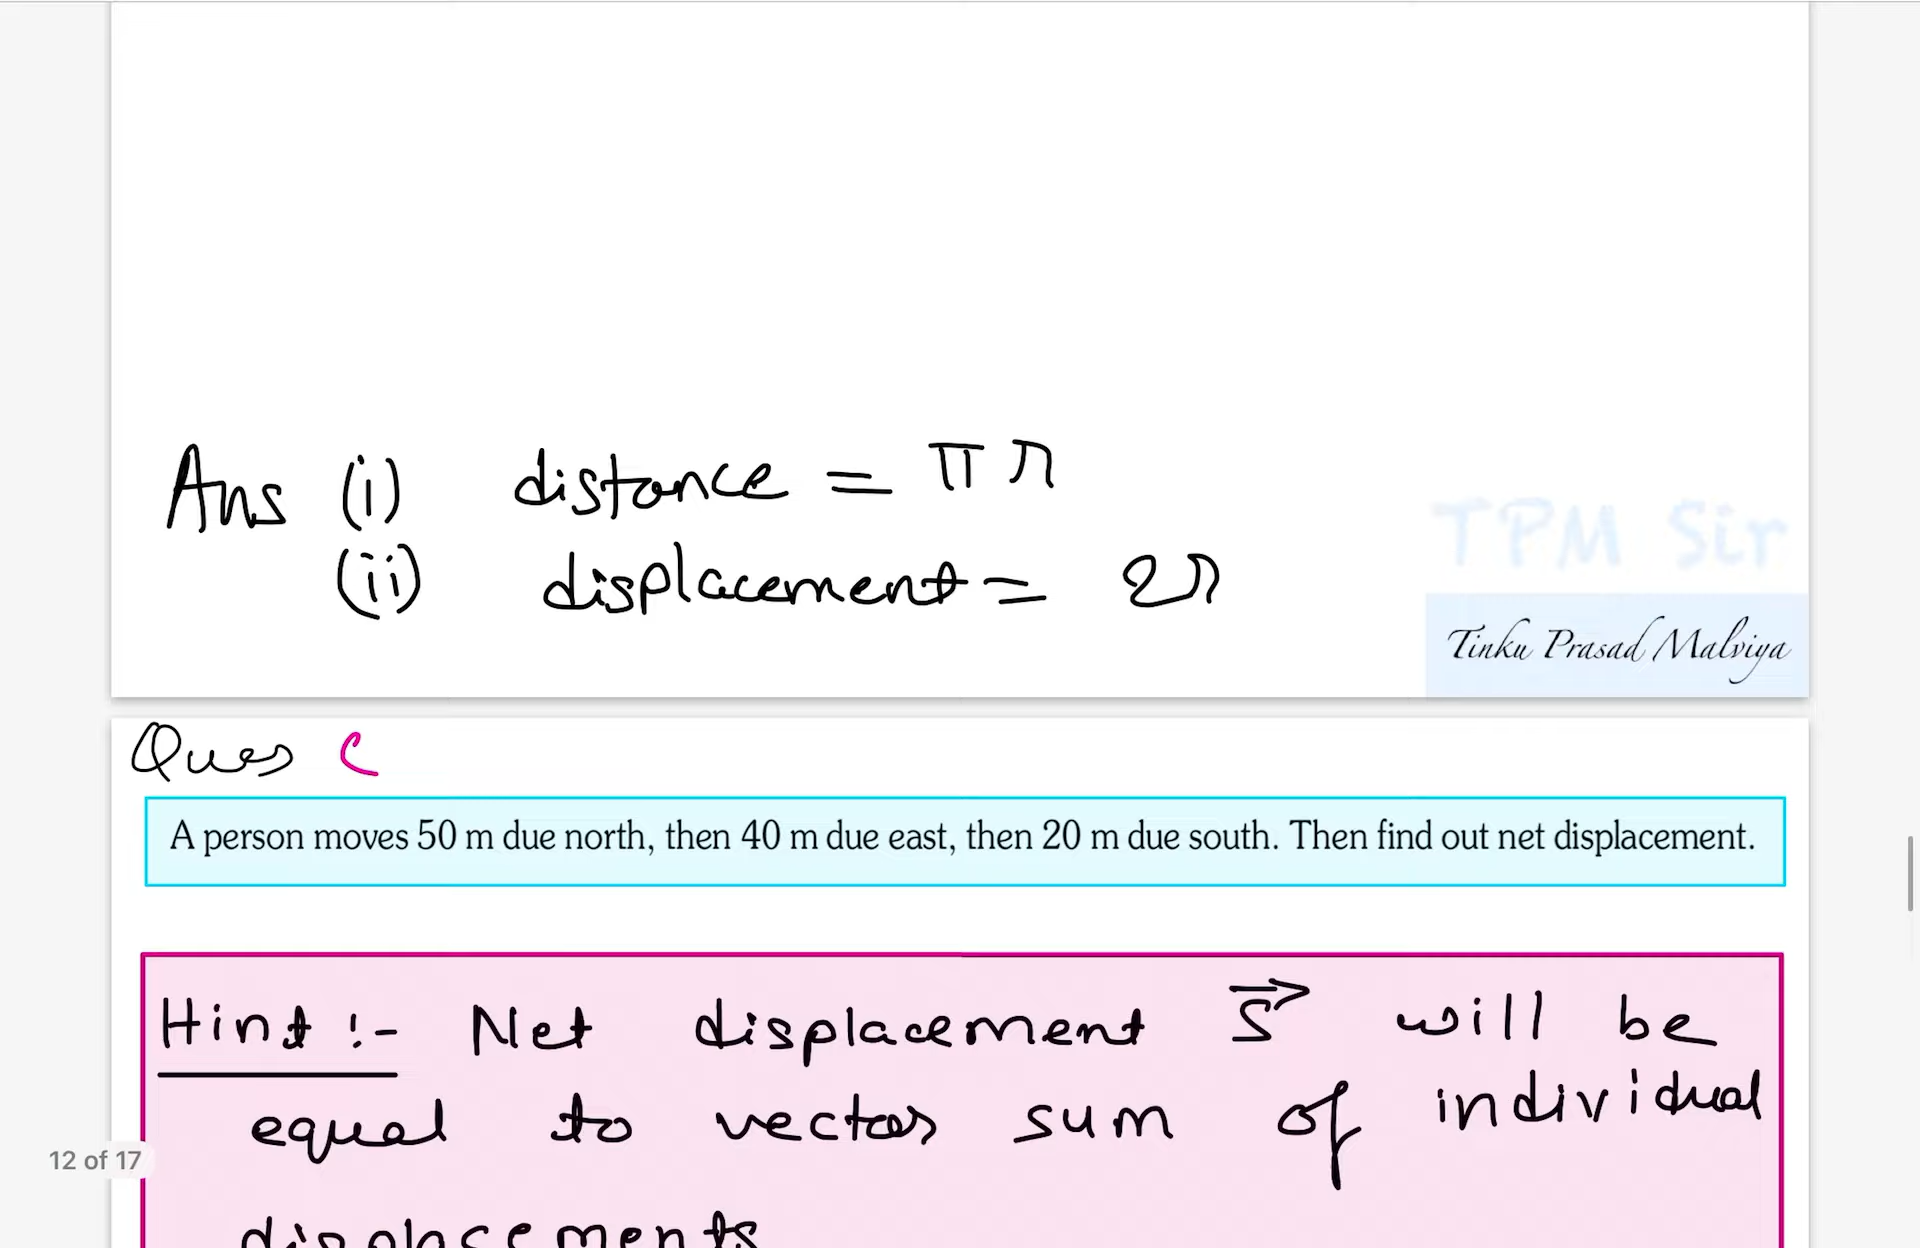 Ans (i) distance = πr
(ii) displacement = 2r
TPM Sir
Tinku Prasad Malviya
Ques C
A person moves 50 m due north, then 40 m due east, then 20 m due south. Then find out net displacement.
Hint :- Net displacement S⃗ will be
equal to vector sum of individual
displacements
12 of 17